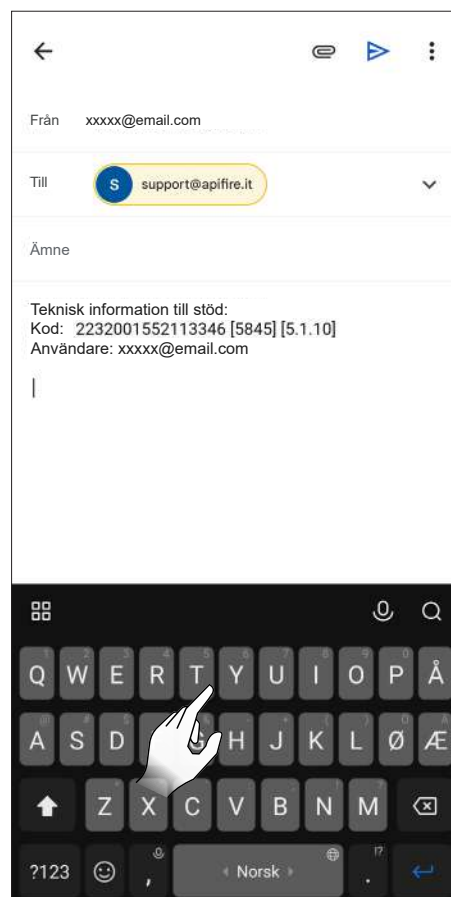 Från xxxxx@email.com
Till S support@apifire.it
Ämne
Teknisk information till stöd:
Kod: 2232001552113346 [5845] [5.1.10]
Användare: xxxxx@email.com
Q W E R T Y U I O P Å
A S D G H J K L Ø Æ
Z X C V B N M
?123 , Norsk .